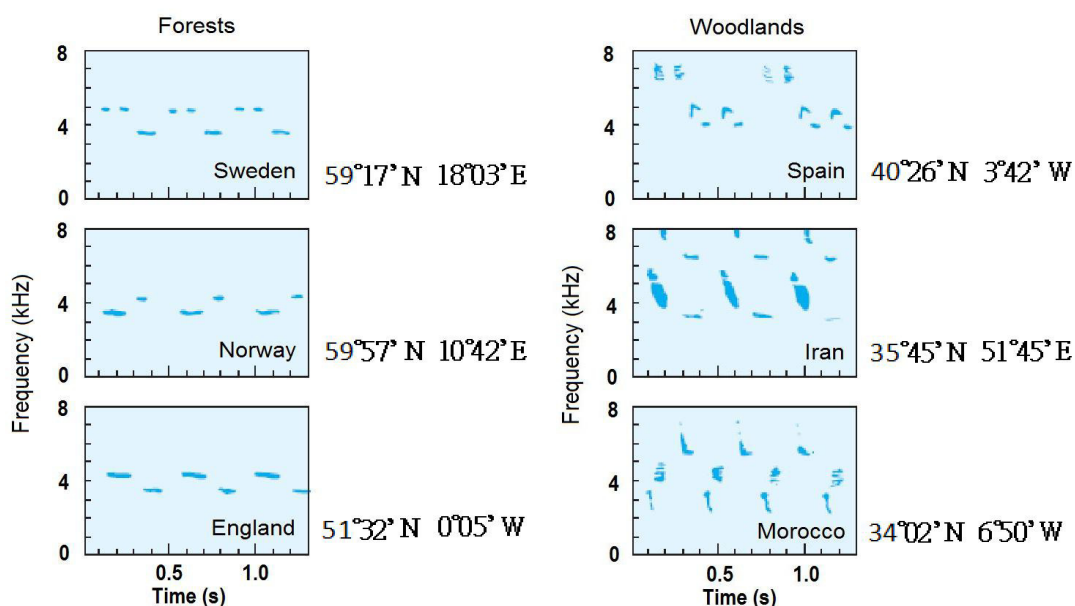 Forests
8
4
0
Sweden
59°17' N 18°03' E
8
4
0
Norway
59°57' N 10°42' E
8
4
0
England
51°32' N 0°05' W
0.5
1.0
Time (s)
Frequency (kHz)
Woodlands
8
4
0
Spain
40°26' N 3°42' W
8
4
0
Iran
35°45' N 51°45' E
8
4
0
Morocco
34°02' N 6°50' W
0.5
1.0
Time (s)
Frequency (kHz)